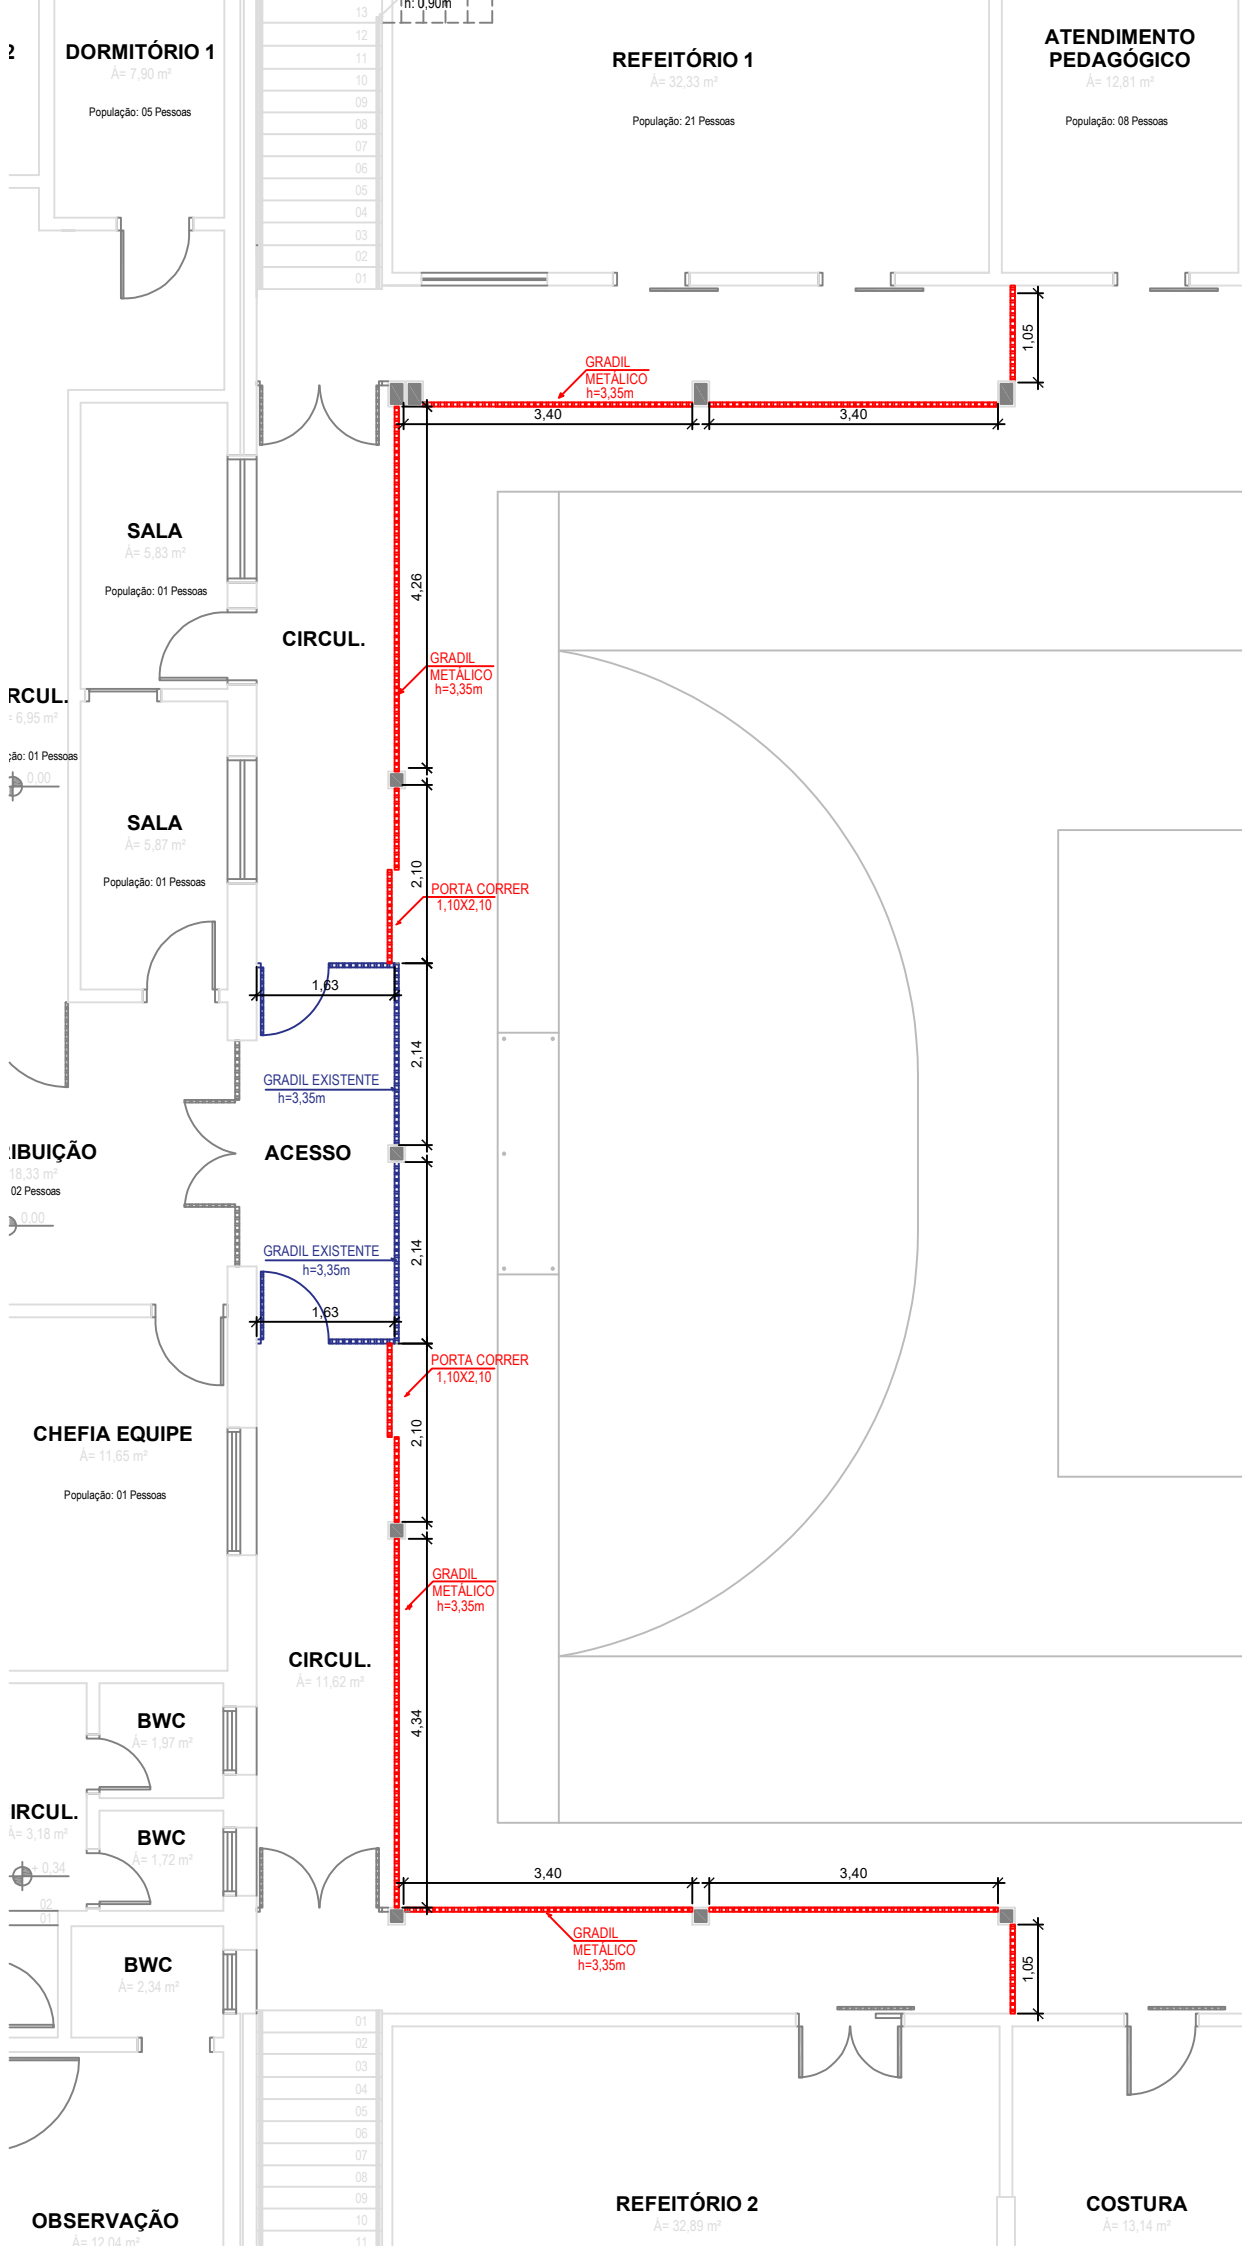 13
h: 0,90m
12
11
10
09
08
07
06
05
04
03
02
01
2
DORMITÓRIO 1
A= 7,90 m²
População: 05 Pessoas
REFEITÓRIO 1
A= 32,33 m²
População: 21 Pessoas
ATENDIMENTO
PEDAGÓGICO
A= 12,81 m²
População: 08 Pessoas
1,05
GRADIL
METÁLICO
h=3,35m
3,40
3,40
SALA
A= 5,83 m²
População: 01 Pessoas
4,26
CIRCUL.
GRADIL
METÁLICO
h=3,35m
RCUL.
= 6,95 m²
ção: 01 Pessoas
0,00
SALA
A= 5,87 m²
População: 01 Pessoas
2,10
PORTA CORRER
1,10X2,10
1,63
2,14
GRADIL EXISTENTE
h=3,35m
RIBUIÇÃO
18,33 m²
02 Pessoas
0,00
ACESSO
GRADIL EXISTENTE
h=3,35m
2,14
1,63
PORTA CORRER
1,10X2,10
2,10
CHEFIA EQUIPE
A= 11,65 m²
População: 01 Pessoas
GRADIL
METÁLICO
h=3,35m
CIRCUL.
A= 11,62 m²
4,34
BWC
A= 1,97 m²
IRCUL.
A= 3,18 m²
+ 0,34
02
01
BWC
A= 1,72 m²
3,40
3,40
GRADIL
METÁLICO
h=3,35m
1,05
BWC
A= 2,34 m²
01
02
03
04
05
06
07
08
09
10
11
OBSERVAÇÃO
A= 12,04 m²
REFEITÓRIO 2
A= 32,89 m²
COSTURA
A= 13,14 m²